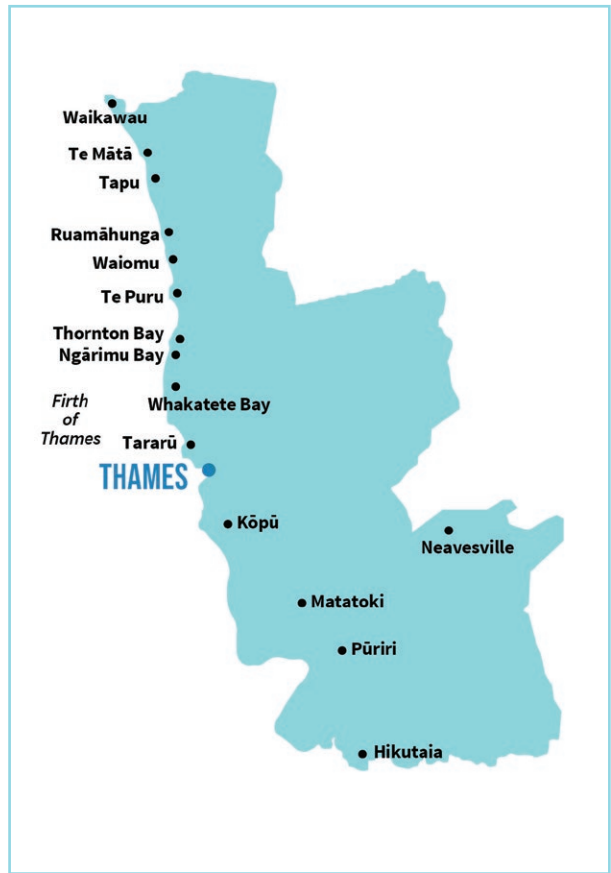 Waikawau
Te Mātā
Tapu
Ruamāhunga
Waiomu
Te Puru
Thornton Bay
Ngārimu Bay
Whakatete Bay
Firth
of
Thames
Tararū
THAMES
Kōpū
Neavesville
Matatoki
Pūriri
Hikutaia